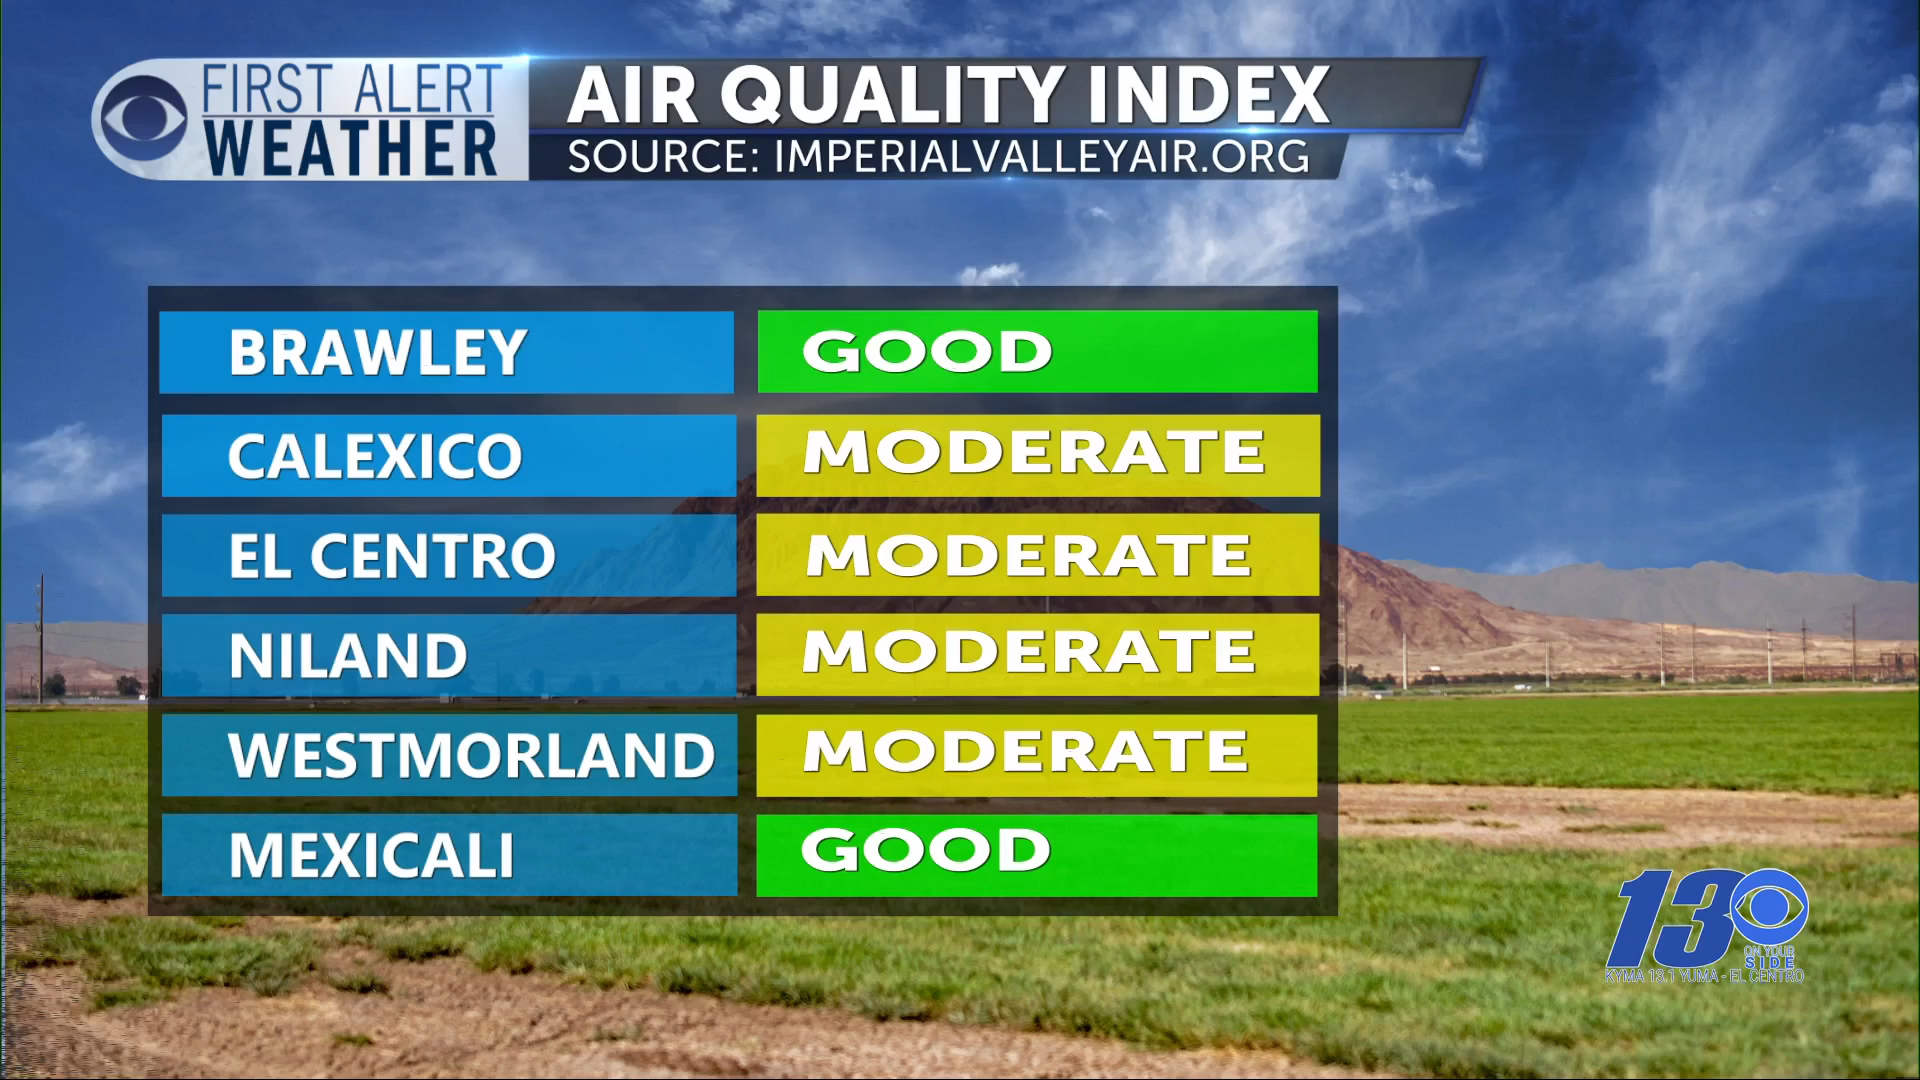 FIRST ALERT
WEATHER
AIR QUALITY INDEX
SOURCE: IMPERIALVALLEYAIR.ORG
BRAWLEY GOOD
CALEXICO MODERATE
EL CENTRO MODERATE
NILAND MODERATE
WESTMORLAND MODERATE
MEXICALI GOOD
13
ON YOUR
SIDE
KYMA 13.1 YUMA - EL CENTRO